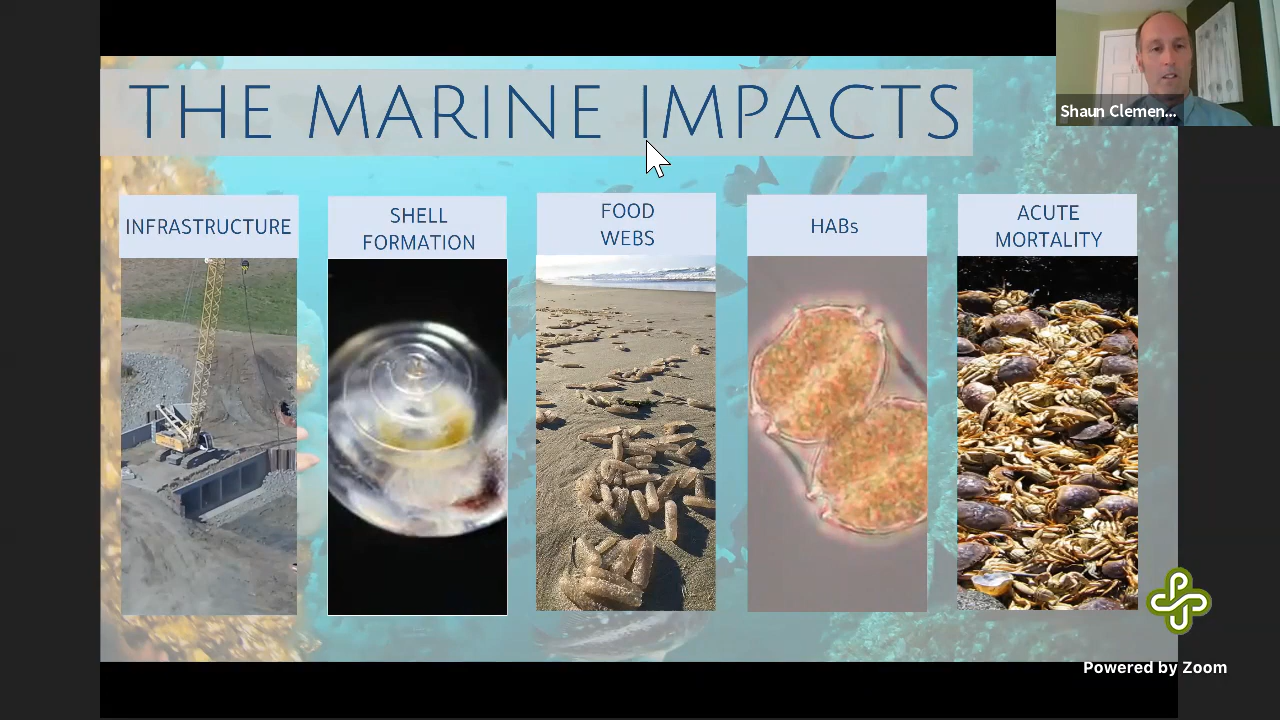 THE MARINE IMPACTS
Shaun Clemen...
INFRASTRUCTURE
SHELL
FORMATION
FOOD
WEBS
HABs
ACUTE
MORTALITY
Powered by Zoom